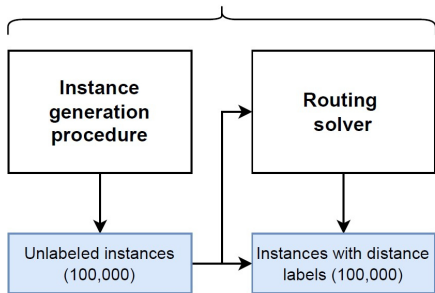 Instance
generation
procedure
Routing
solver
Unlabeled instances
(100,000)
Instances with distance
labels (100,000)